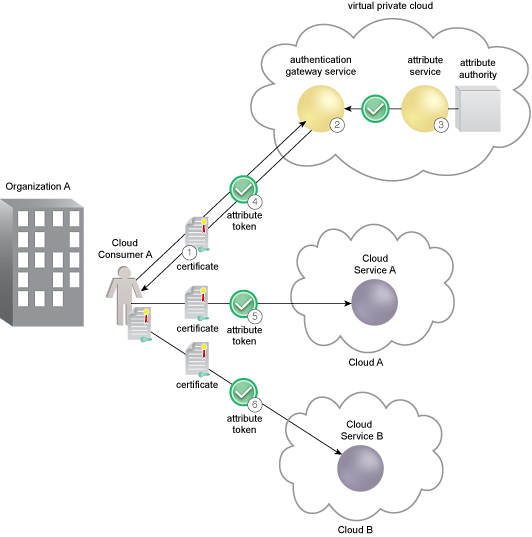 virtual private cloud
authentication
gateway service
attribute
service
attribute
authority
2
3
Organization A
4
attribute
token
1
certificate
Cloud
Consumer A
Cloud
Service A
certificate
5
attribute
token
Cloud A
certificate
6
attribute
token
Cloud
Service B
Cloud B